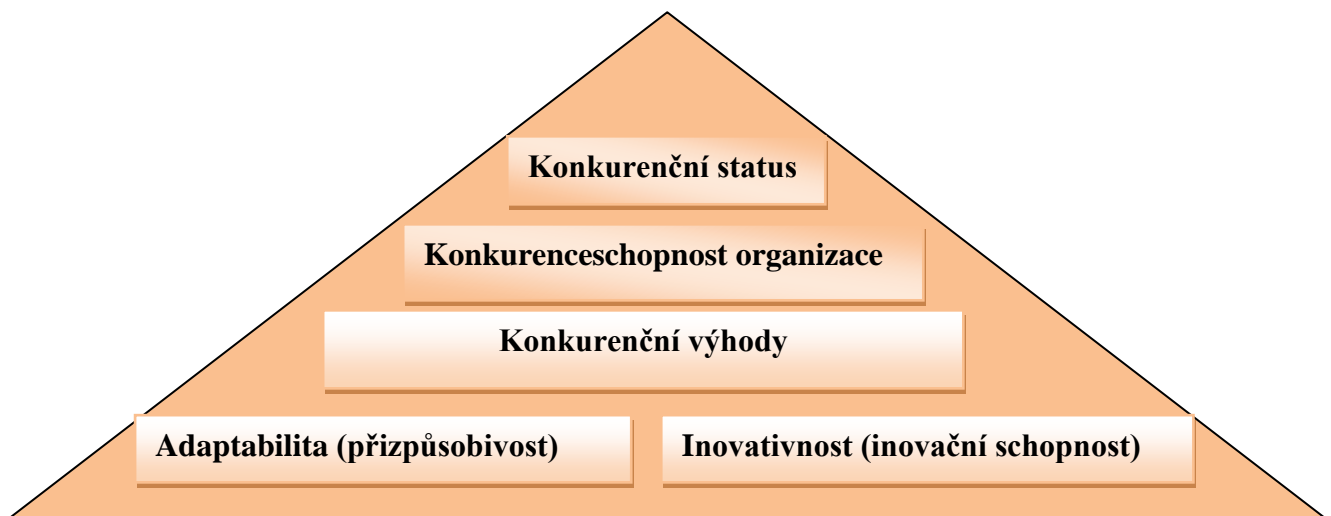 Konkurenční status
Konkurenceschopnost organizace
Konkurenční výhody
Adaptabilita (přizpůsobivost)
Inovativnost (inovační schopnost)